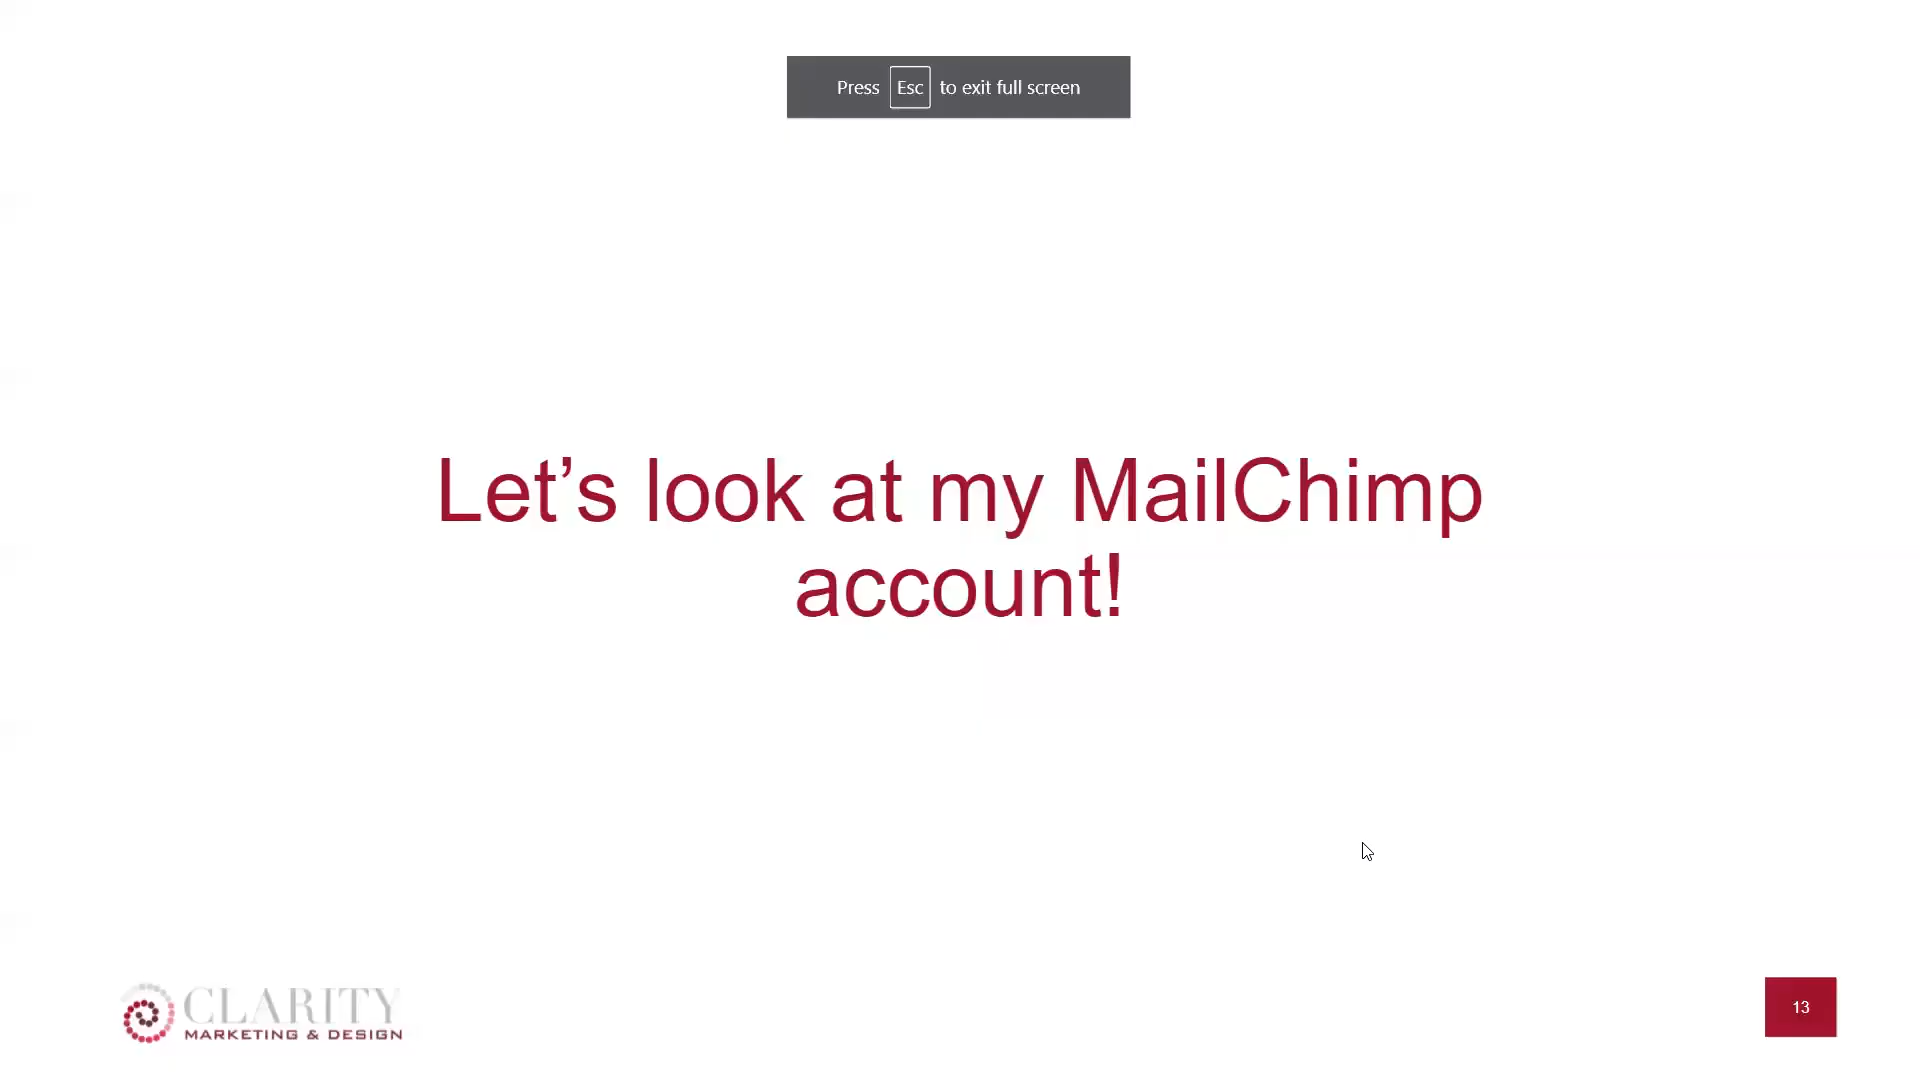 Press Esc to exit full screen
Let’s look at my MailChimp
account!
CLARITY
MARKETING & DESIGN
13